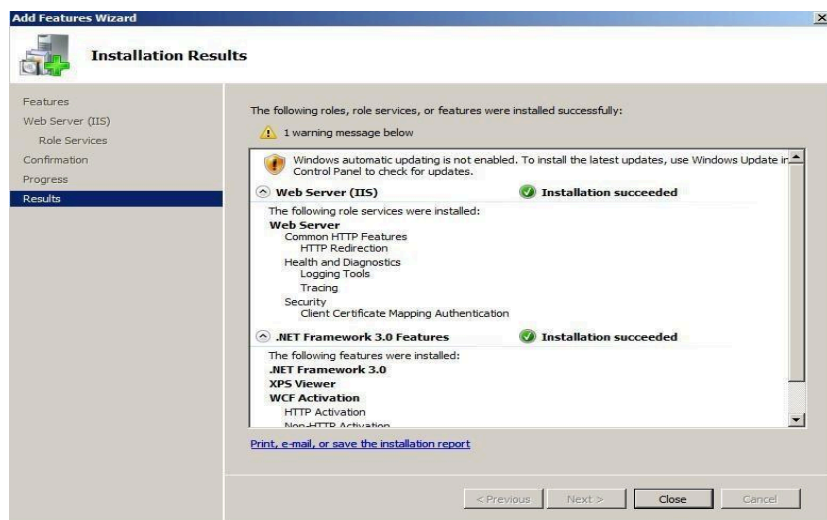 Add Features Wizard
Installation Results
Features
Web Server (IIS)
Role Services
Confirmation
Progress
Results
The following roles, role services, or features were installed successfully:
1 warning message below
Windows automatic updating is not enabled. To install the latest updates, use Windows Update in
Control Panel to check for updates.
Web Server (IIS) Installation succeeded
The following role services were installed:
Web Server
Common HTTP Features
HTTP Redirection
Health and Diagnostics
Logging Tools
Tracing
Security
Client Certificate Mapping Authentication
.NET Framework 3.0 Features Installation succeeded
The following features were installed:
.NET Framework 3.0
XPS Viewer
WCF Activation
HTTP Activation
Non-HTTP Activation
Print, e-mail, or save the installation report
< Previous Next > Close Cancel